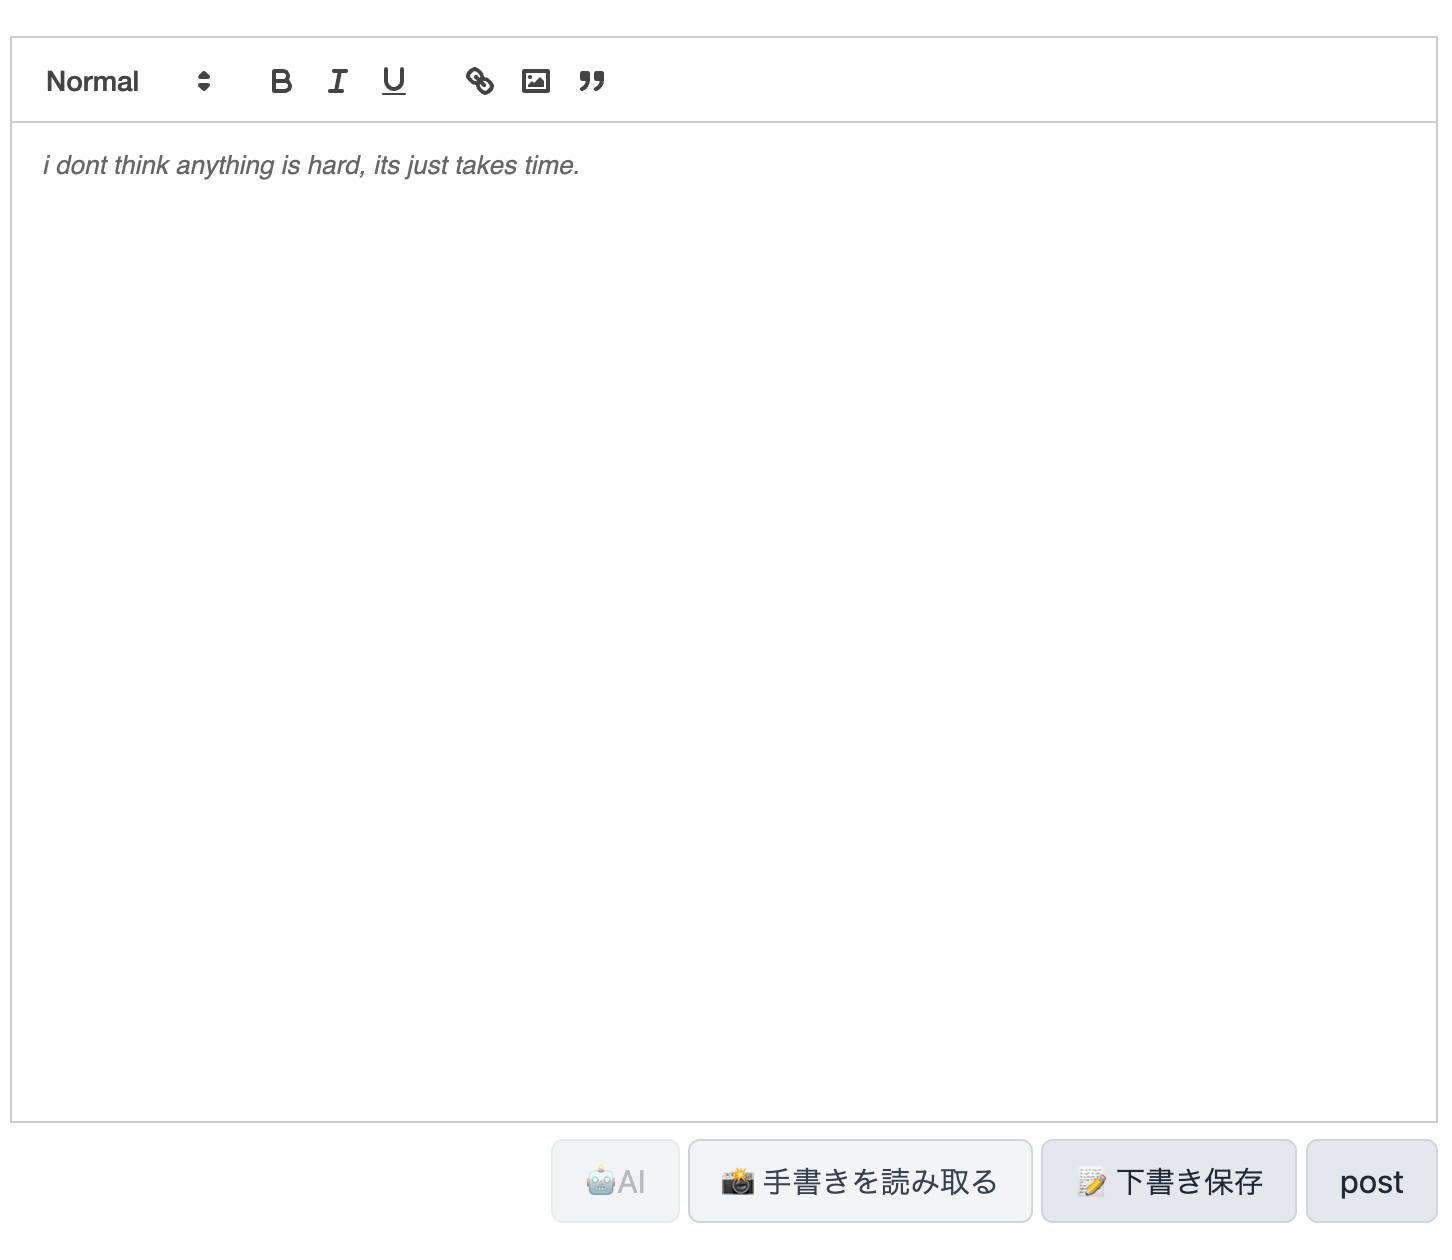 Normal
i dont think anything is hard, its just takes time.
🤖AI
📸 手書きを読み取る
📝 下書き保存
post